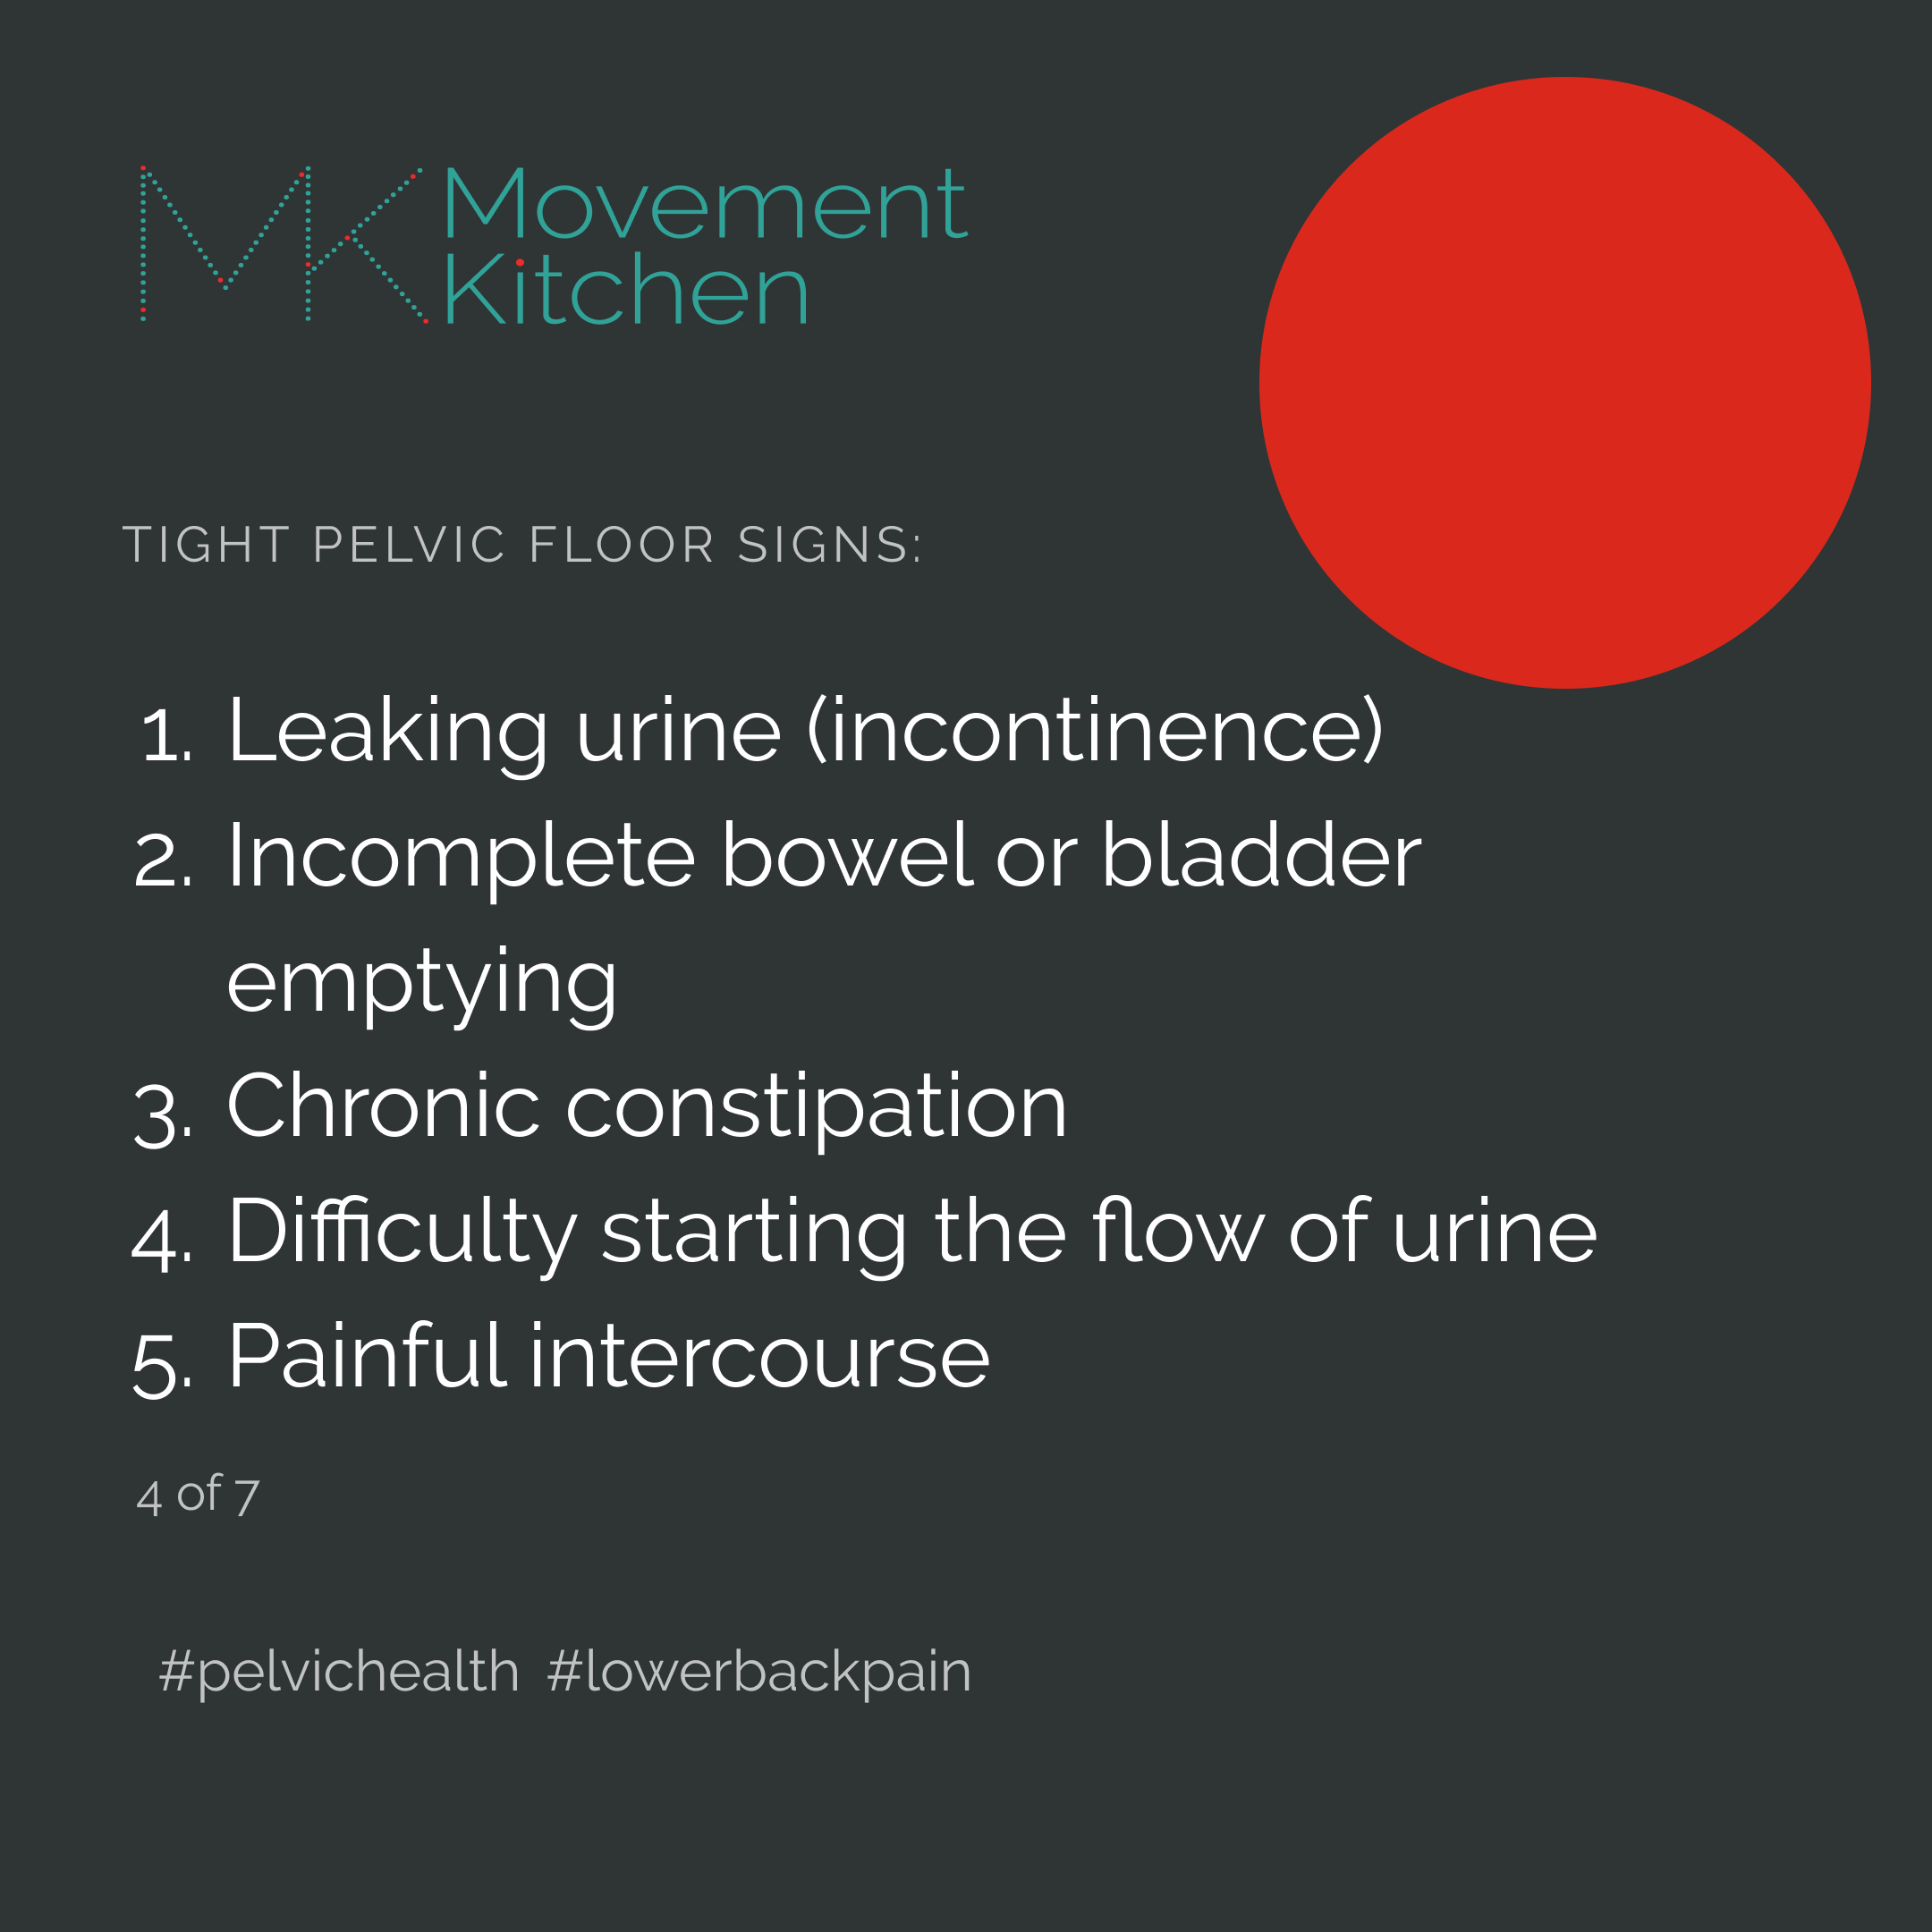 MK Movement
Kitchen
TIGHT PELVIC FLOOR SIGNS:
1. Leaking urine (incontinence)
2. Incomplete bowel or bladder
emptying
3. Chronic constipation
4. Difficulty starting the flow of urine
5. Painful intercourse
4 of 7
#pelvichealth #lowerbackpain